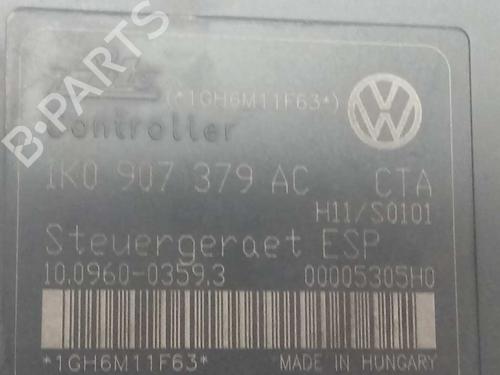 B-PARTS
(*1GH6M11F63*)
Controller
1K0 907 379 AC CTA
H11/S0101
Steuergeraet ESP
10.0960-0359.3 00005305H0
*1GH6M11F63* MADE IN HUNGARY